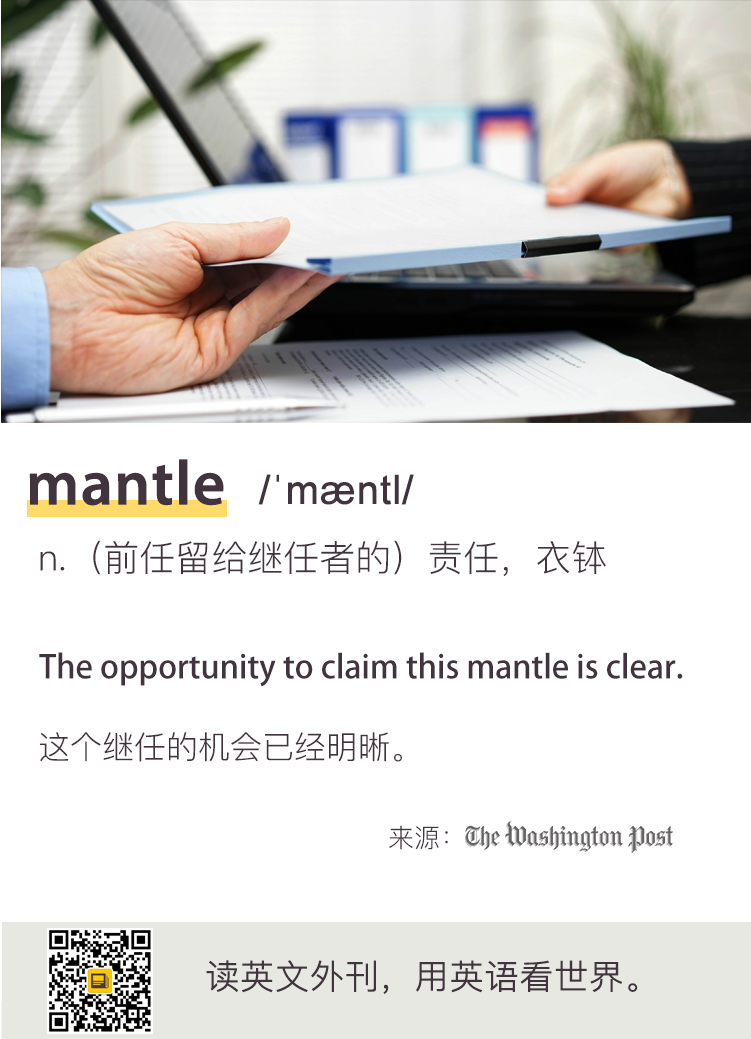 mantle /ˈmæntl/
n.（前任留给继任者的）责任，衣钵
The opportunity to claim this mantle is clear.
这个继任的机会已经明晰。
来源：The Washington Post
读英文外刊，用英语看世界。